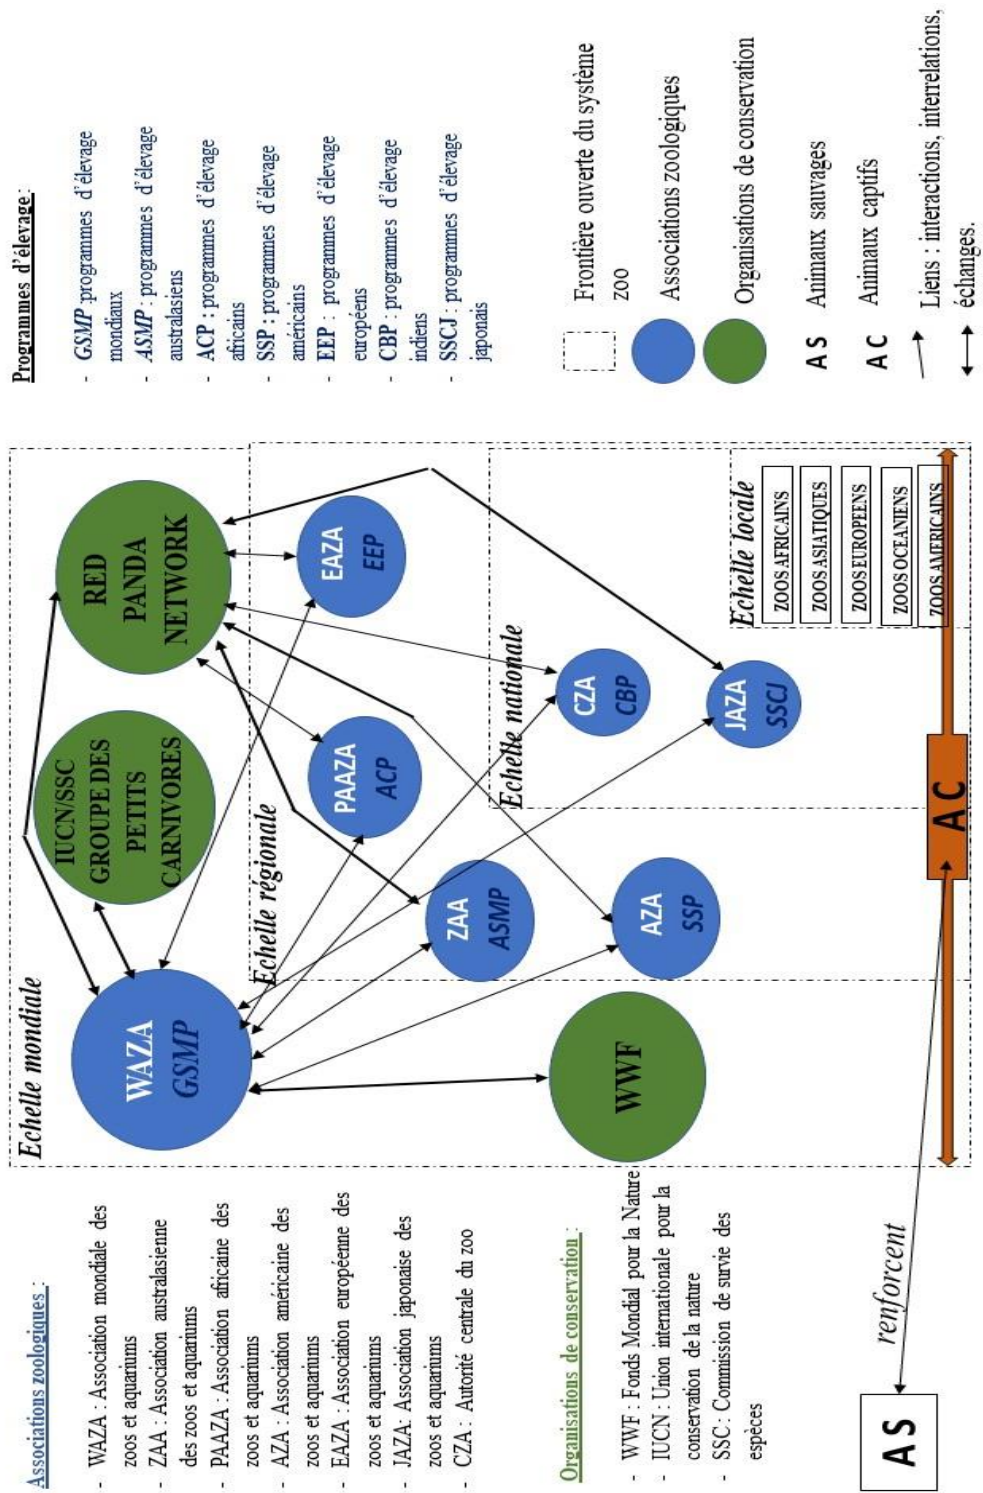 Associations zoologiques :
- WAZA : Association mondiale des
zoos et aquariums
- ZAA : Association australasienne
des zoos et aquariums
- PAAZA : Association africaine des
zoos et aquariums
- AZA : Association américaine des
zoos et aquariums
- EAZA : Association européenne des
zoos et aquariums
- JAZA: Association japonaise des
zoos et aquariums
- CZA : Autorité centrale du zoo
Organisations de conservation :
- WWF : Fonds Mondial pour la Nature
- IUCN : Union internationale pour la
conservation de la nature
- SSC: Commission de survie des
espèces
AS
renforcent
Echelle mondiale
WAZA
GSMP
IUCN/SSC
GROUPE DES
PETITS
CARNIVORES
RED
PANDA
NETWORK
WWF
Echelle régionale
ZAA
ASMP
PAAZA
ACP
EAZA
EEP
AZA
SSP
Echelle nationale
CZA
CBP
JAZA
SSCJ
Echelle locale
ZOOS AFRICAINS
ZOOS ASIATIQUES
ZOOS EUROPEENS
ZOOS OCEANIENS
ZOOS AMERICAINS
AC
Programmes d'élevage :
- GSMP :programmes d'élevage
mondiaux
- ASMP : programmes d'élevage
australasiens
- ACP : programmes d'élevage
africains
- SSP : programmes d'élevage
américains
- EEP : programmes d'élevage
européens
- CBP : programmes d'élevage
indiens
- SSCJ : programmes d'élevage
japonais
Frontière ouverte du système
zoo
Associations zoologiques
Organisations de conservation
AS Animaux sauvages
AC Animaux captifs
Liens : interactions, interrelations,
échanges.